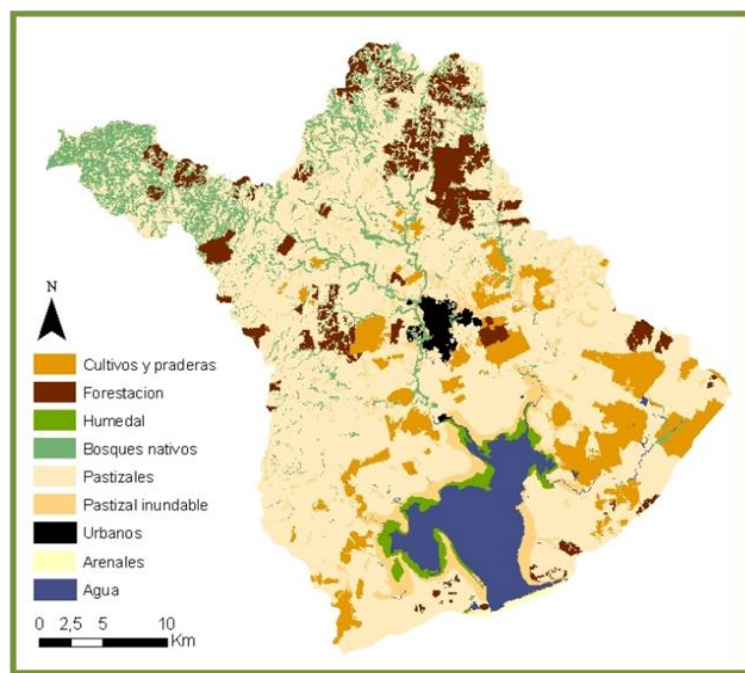 N
Cultivos y praderas
Forestacion
Humedal
Bosques nativos
Pastizales
Pastizal inundable
Urbanos
Arenales
Agua
0 2,5 5 10
Km